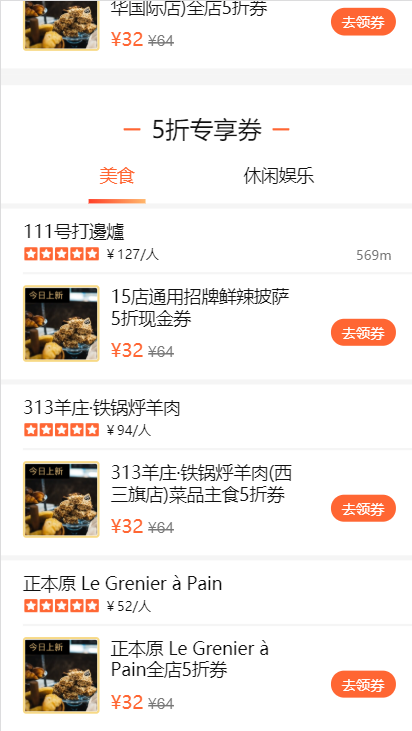 华国际店)全店5折券
¥32 ¥64
去领券
5折专享券
美食 休闲娱乐
111号打邊爐
¥127/人 569m
今日上新
15店通用招牌鲜辣披萨
5折现金券
¥32 ¥64
去领券
313羊庄·铁锅烀羊肉
¥94/人
今日上新
313羊庄·铁锅烀羊肉(西
三旗店)菜品主食5折券
¥32 ¥64
去领券
正本原 Le Grenier à Pain
¥52/人
今日上新
正本原 Le Grenier à
Pain全店5折券
¥32 ¥64
去领券